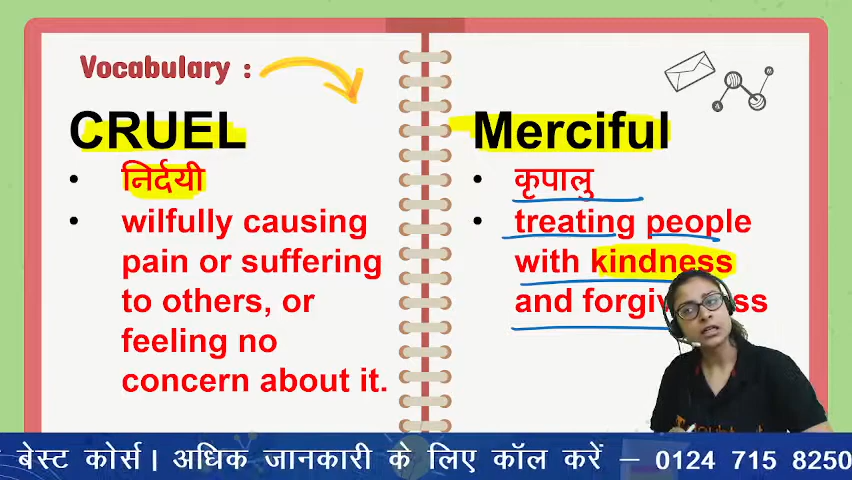 Vocabulary :
CRUEL
• निर्दयी
• wilfully causing
pain or suffering
to others, or
feeling no
concern about it.
Merciful
• कृपालु
• treating people
with kindness
and
बेस्ट कोर्स। अधिक जानकारी के लिए कॉल करें – 0124 715 8250